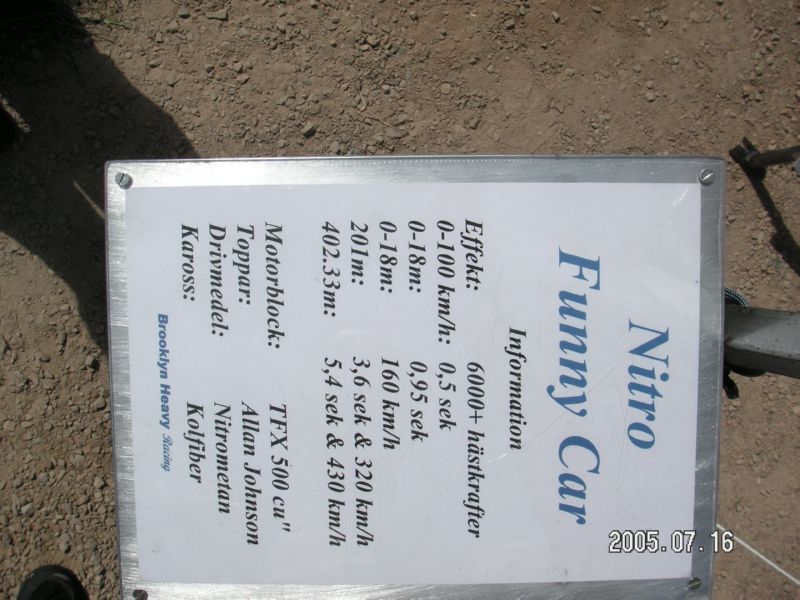 Nitro
Funny Car
Information
Effekt: 6000+ hästkrafter
0-100 km/h: 0,5 sek
0-18m: 0,95 sek
0-18m: 160 km/h
201m: 3,6 sek & 320 km/h
402.33m: 5,4 sek & 430 km/h
Motorblock: TFX 500 cu"
Toppar: Allan Johnson
Drivmedel: Nitrometan
Kaross: Kolfiber
Brooklyn Heavy Racing
2005.07.16